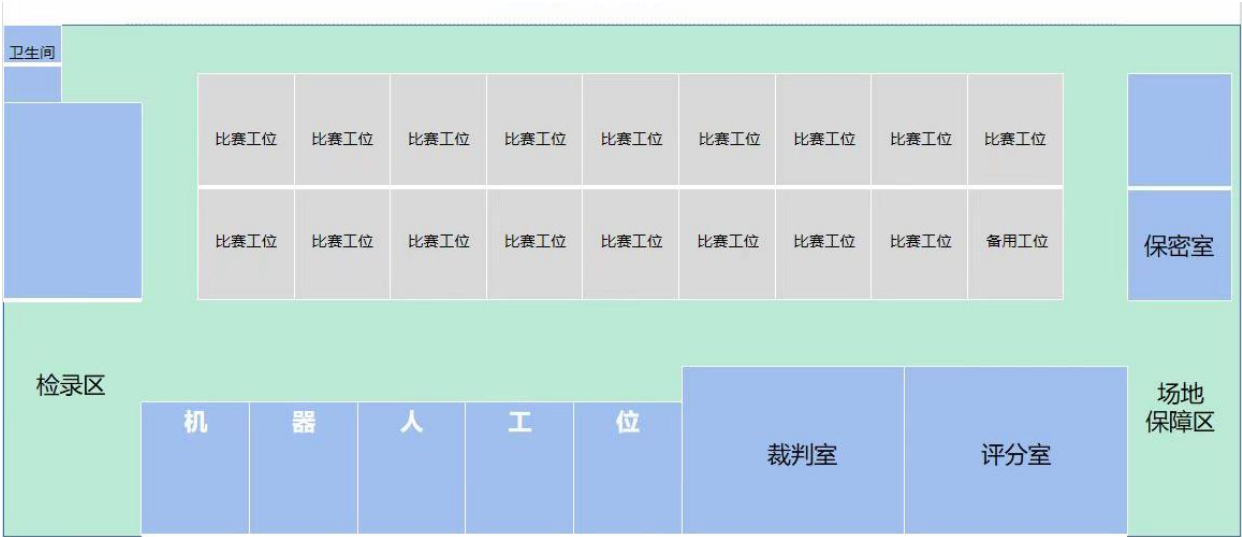 卫生间
比赛工位 比赛工位 比赛工位 比赛工位 比赛工位 比赛工位 比赛工位 比赛工位 比赛工位
比赛工位 比赛工位 比赛工位 比赛工位 比赛工位 比赛工位 比赛工位 比赛工位 备用工位
保密室
检录区
机 器 人 工 位
裁判室
评分室
场地
保障区